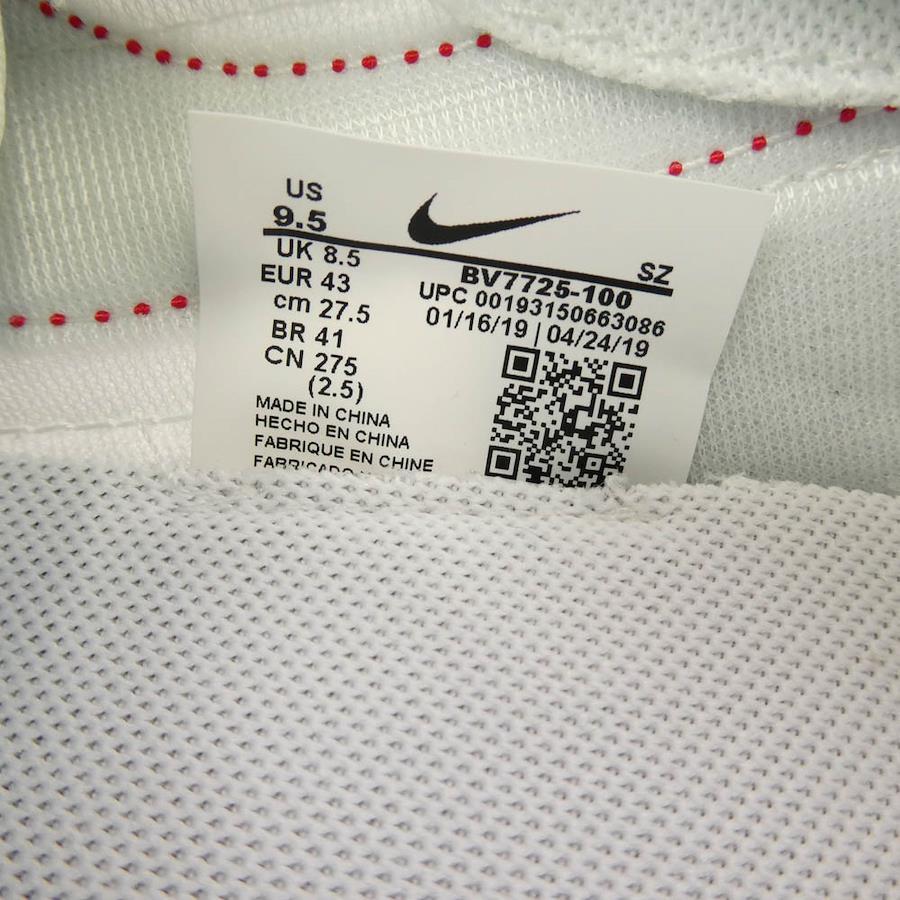 US
9.5
SZ
UK 8.5
BV7725-100
EUR 43
UPC 00193150663086
cm 27.5
01/16/19 | 04/24/19
BR 41
CN 275
(2.5)
MADE IN CHINA
HECHO EN CHINA
FABRIQUE EN CHINE